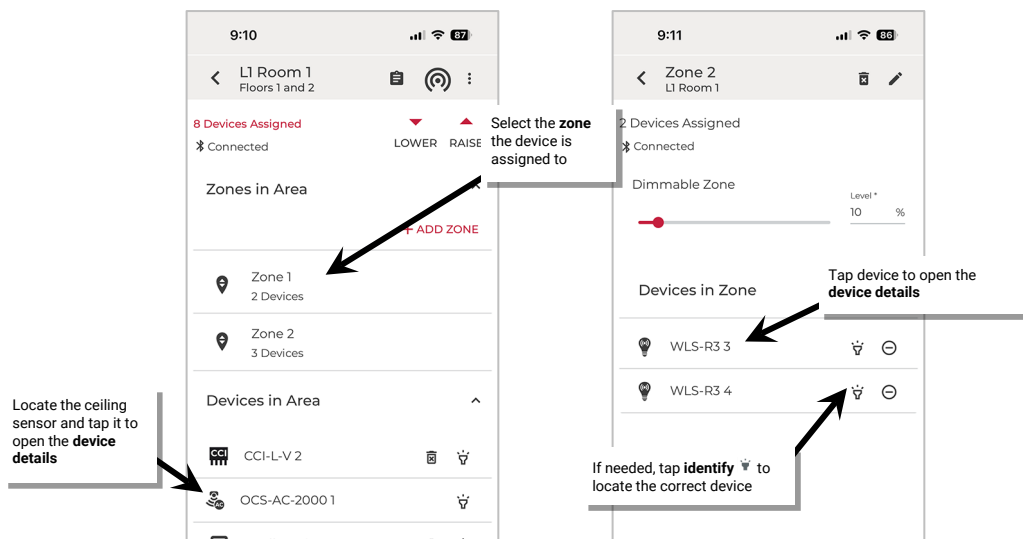 9:10
87
L1 Room 1
Floors 1 and 2
8 Devices Assigned
Connected
LOWER
RAISE
Zones in Area
+ ADD ZONE
Zone 1
2 Devices
Zone 2
3 Devices
Devices in Area
CCI
CCI-L-V 2
AC
OCS-AC-2000 1
Locate the ceiling
sensor and tap it to
open the device
details
Select the zone
the device is
assigned to
9:11
86
Zone 2
L1 Room 1
2 Devices Assigned
Connected
Dimmable Zone
Level *
10 %
Devices in Zone
WLS-R3 3
WLS-R3 4
Tap device to open the
device details
If needed, tap identify to
locate the correct device